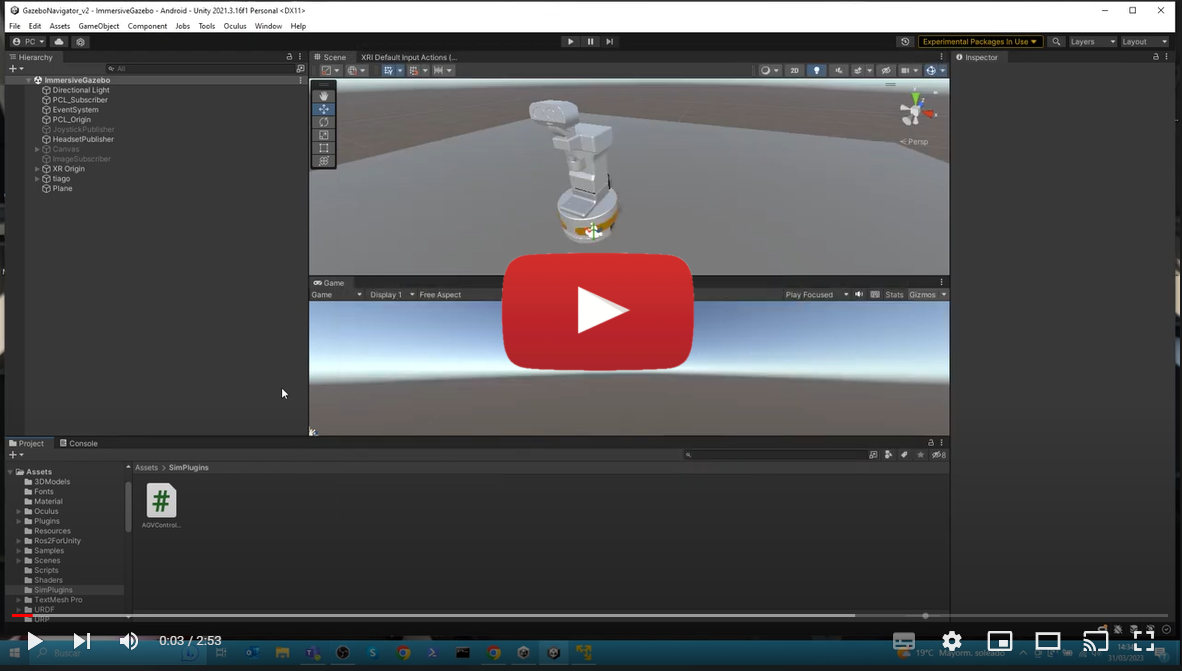 GazeboNavigator_v2 - ImmersiveGazebo - Android - Unity 2021.3.16f1 Personal <DX11>
File Edit Assets GameObject Component Jobs Tools Oculus Window Help
PC Experimental Packages In Use Layers Layout
Hierarchy Scene XRI Default Input Actions (... Inspector
All 2D
ImmersiveGazebo
Directional Light
PCL_Subscriber
EventSystem
PCL_Origin
JoystickPublisher
HeadsetPublisher
Canvas
ImageSubscriber
XR Origin
tiago
Plane
Persp
Game
Game Display 1 Free Aspect Play Focused Stats Gizmos
Project Console
8
Assets Assets > SimPlugins
3DModels
Fonts
Material
Oculus
Plugins
Resources
Ros2ForUnity
Samples
Scenes
Scripts
Shaders
SimPlugins
TextMesh Pro
URDF
URP
#
AGVControl...
0:03 / 2:53
Buscar 19°C Mayorm. soleado
31/03/2023